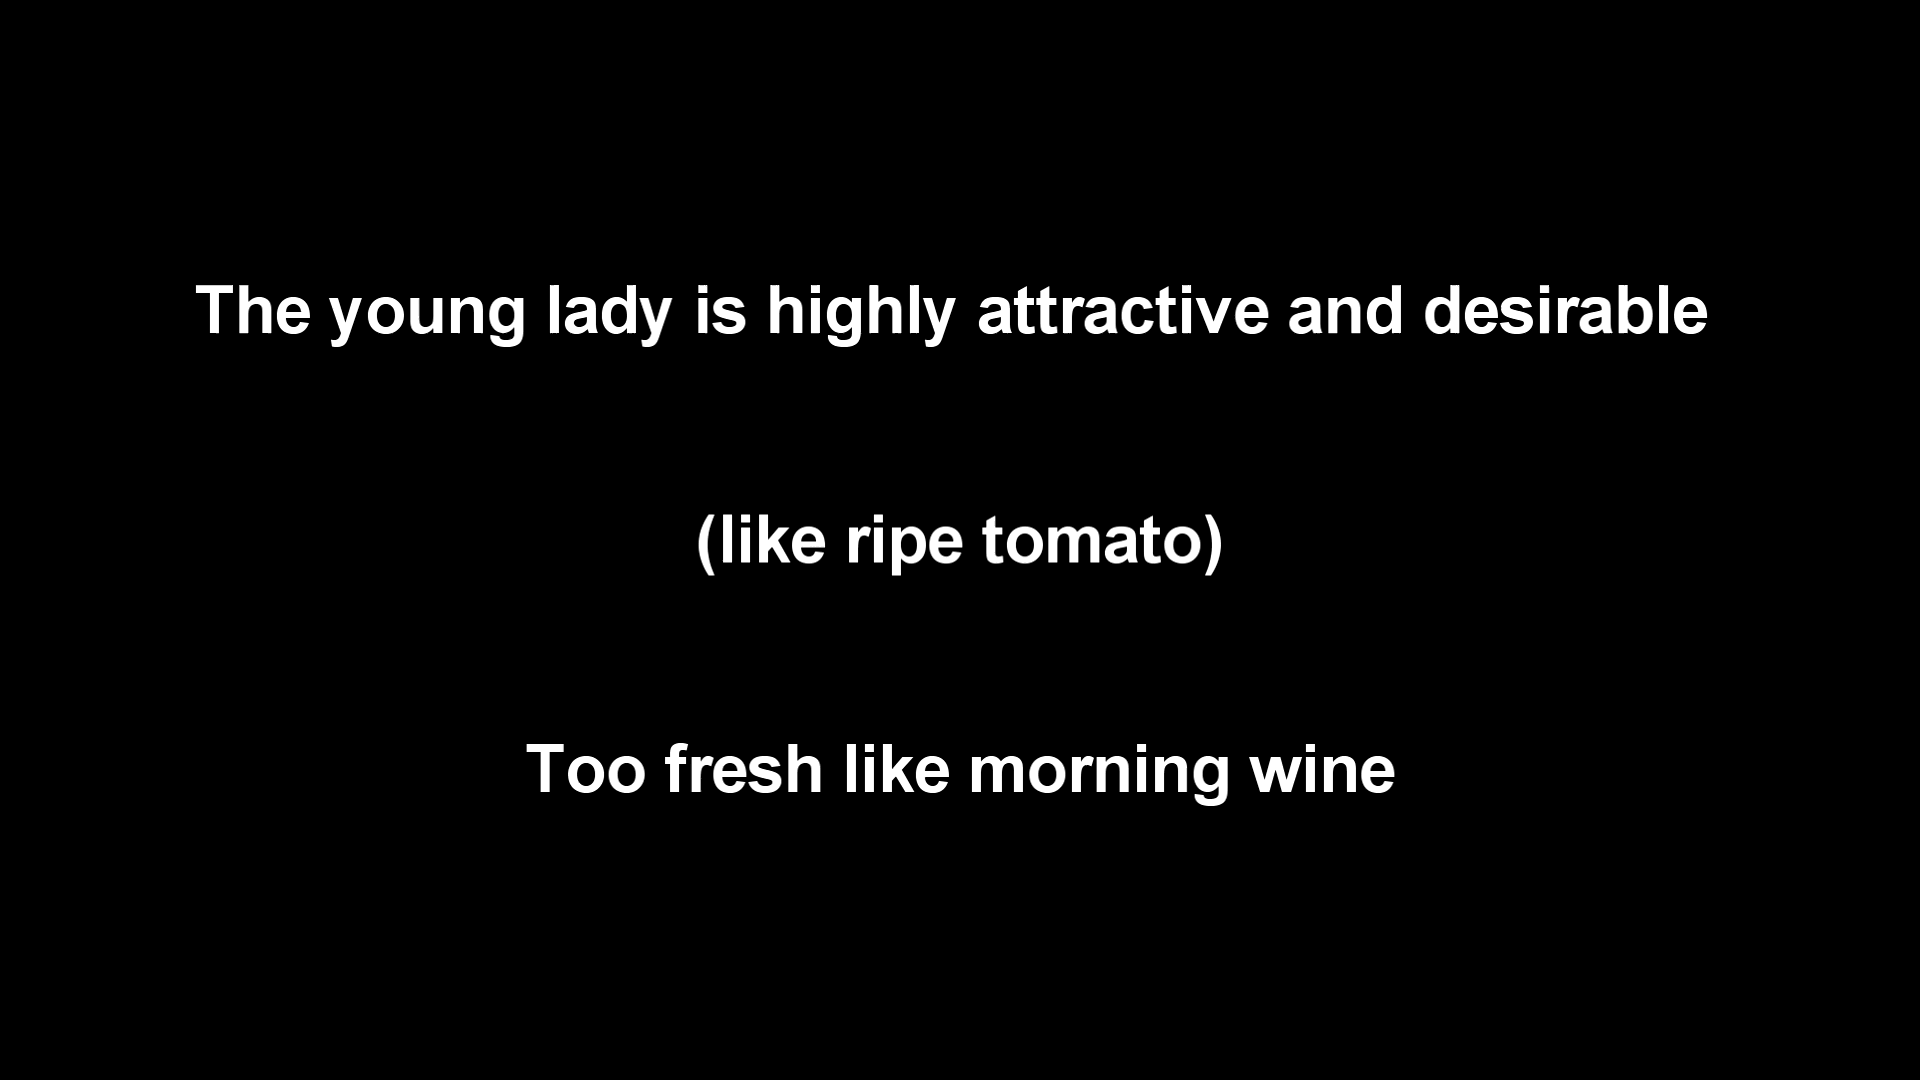 The young lady is highly attractive and desirable
(like ripe tomato)
Too fresh like morning wine